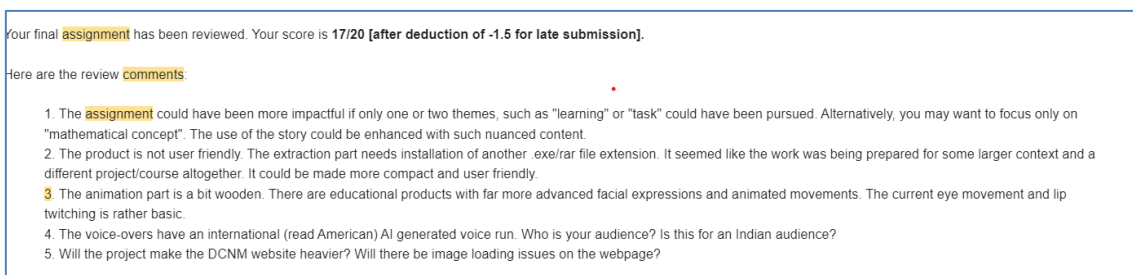 Your final assignment has been reviewed. Your score is 17/20 [after deduction of -1.5 for late submission].
Here are the review comments:
1. The assignment could have been more impactful if only one or two themes, such as "learning" or "task" could have been pursued. Alternatively, you may want to focus only on
"mathematical concept". The use of the story could be enhanced with such nuanced content.
2. The product is not user friendly. The extraction part needs installation of another .exe/rar file extension. It seemed like the work was being prepared for some larger context and a
different project/course altogether. It could be made more compact and user friendly.
3. The animation part is a bit wooden. There are educational products with far more advanced facial expressions and animated movements. The current eye movement and lip
twitching is rather basic.
4. The voice-overs have an international (read American) AI generated voice run. Who is your audience? Is this for an Indian audience?
5. Will the project make the DCNM website heavier? Will there be image loading issues on the webpage?